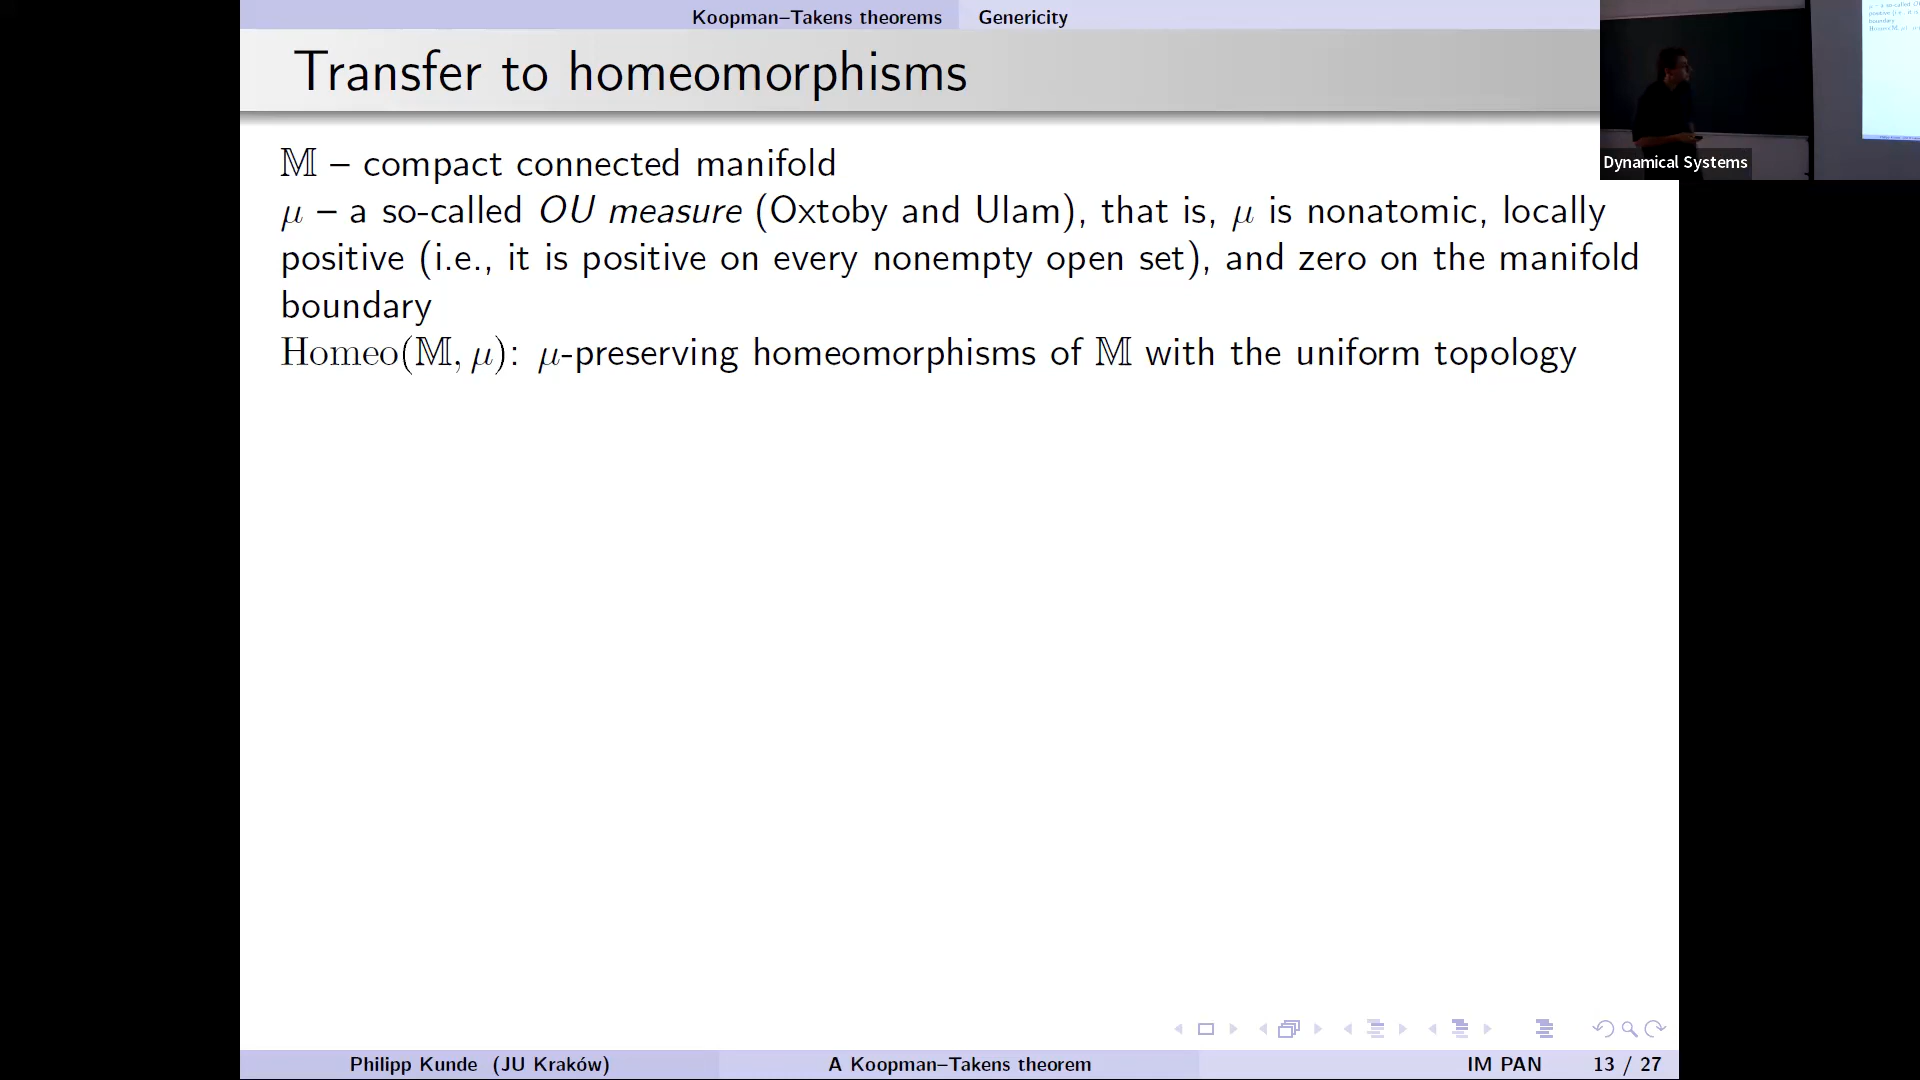 Koopman–Takens theorems Genericity
Transfer to homeomorphisms
𝕄 – compact connected manifold
μ – a so-called OU measure (Oxtoby and Ulam), that is, μ is nonatomic, locally
positive (i.e., it is positive on every nonempty open set), and zero on the manifold
boundary
Homeo(𝕄, μ): μ-preserving homeomorphisms of 𝕄 with the uniform topology
Dynamical Systems
Philipp Kunde (JU Kraków) A Koopman–Takens theorem IM PAN 13 / 27